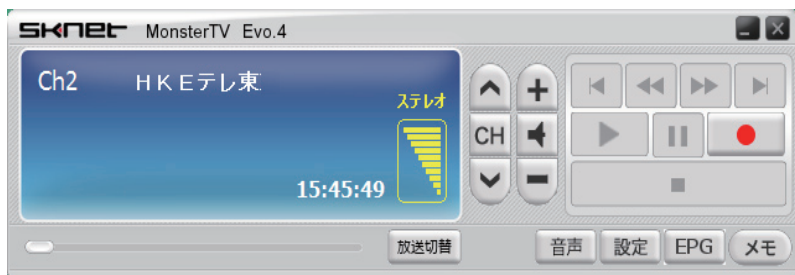 SKNET MonsterTV Evo.4
Ch2 HKEテレ東
ステレオ
CH
15:45:49
放送切替 音声 設定 EPG メモ